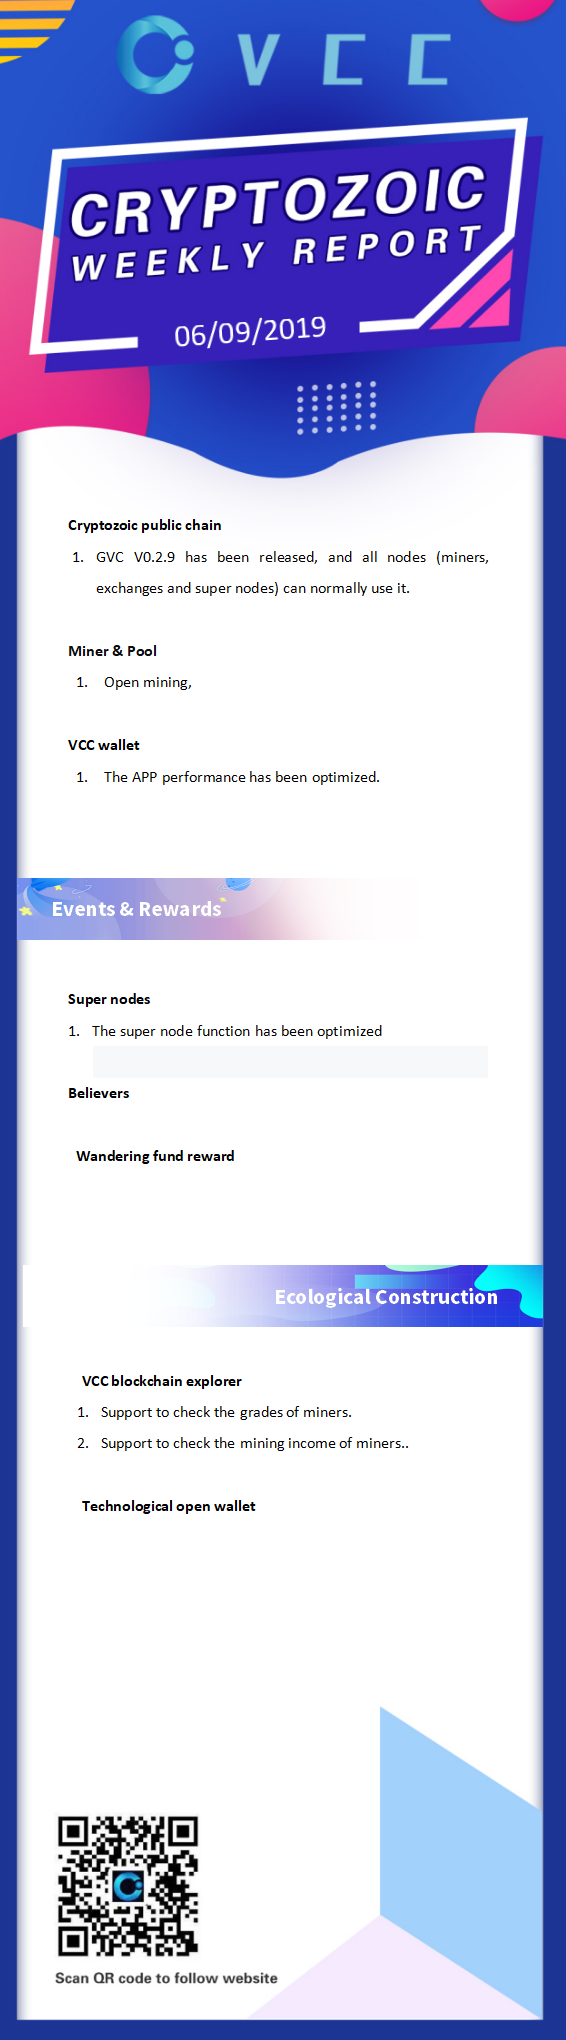 VCC
CRYPTOZOIC
WEEKLY REPORT
06/09/2019
Cryptozoic public chain
1. GVC V0.2.9 has been released, and all nodes (miners,
exchanges and super nodes) can normally use it.
Miner & Pool
1. Open mining,
VCC wallet
1. The APP performance has been optimized.
Events & Rewards
Super nodes
1. The super node function has been optimized
Believers
Wandering fund reward
Ecological Construction
VCC blockchain explorer
1. Support to check the grades of miners.
2. Support to check the mining income of miners..
Technological open wallet
Scan QR code to follow website